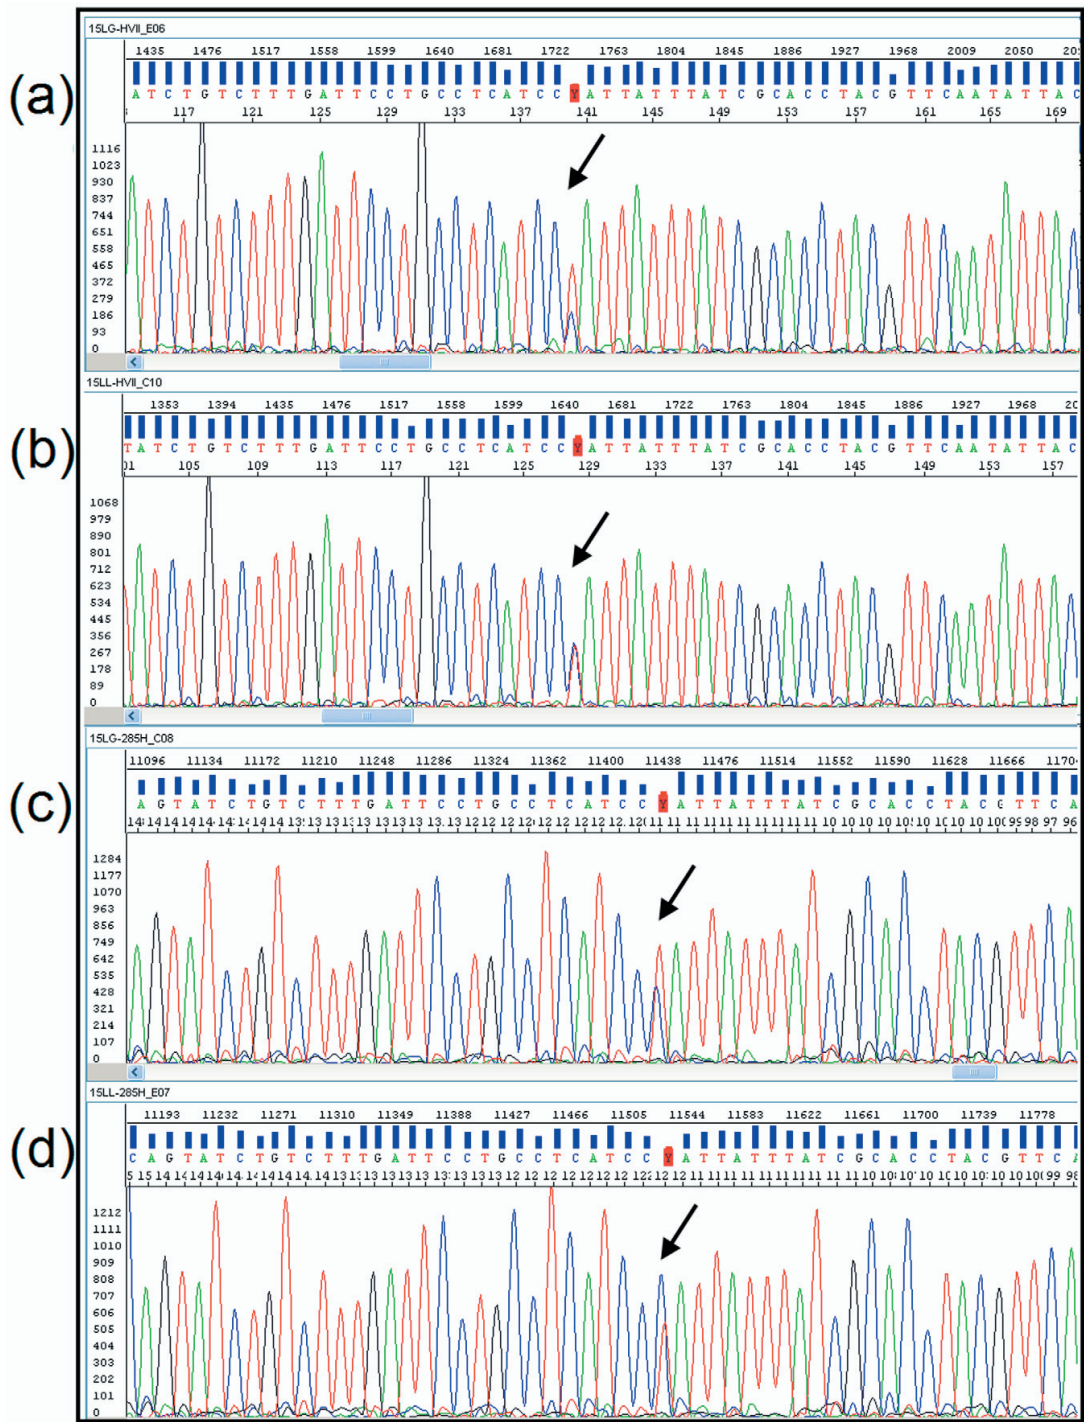 15LG-HVII_E06
1435 1476 1517 1558 1599 1640 1681 1722 1763 1804 1845 1886 1927 1968 2009 2050
(a)
ATCTGTCTTTGATTCCTGCCTCATCCYATTATTTATCGCACCTACGTTCAATATTAC
117 121 125 129 133 137 141 145 149 153 157 161 165 169
1116
1023
930
837
744
651
558
465
372
279
186
93
0
15LL-HVII_C10
1353 1394 1435 1476 1517 1558 1599 1640 1681 1722 1763 1804 1845 1886 1927 1968
(b)
TATCTGTCTTTGATTCCTGCCTCATCCYATTATTTATCGCACCTACGTTCAATATTAC
01 105 109 113 117 121 125 129 133 137 141 145 149 153 157
1068
979
890
801
712
623
534
445
356
267
178
89
0
15LG-285H_C08
11096 11134 11172 11210 11248 11286 11324 11362 11400 11438 11476 11514 11552 11590 11628 11666
(c)
AGTATCTGTCTTTGATTCCTGCCTCATCCYATTATTTATCGCACCTACGTTCA
1284
1177
1070
963
856
749
642
535
428
321
214
107
0
15LL-285H_E07
11193 11232 11271 11310 11349 11388 11427 11466 11505 11544 11583 11622 11661 11700 11739 11778
(d)
CAGTATCTGTCTTTGATTCCTGCCTCATCCYATTATTTATCGCACCTACGTTCA
1212
1111
1010
909
808
707
606
505
404
303
202
101
0